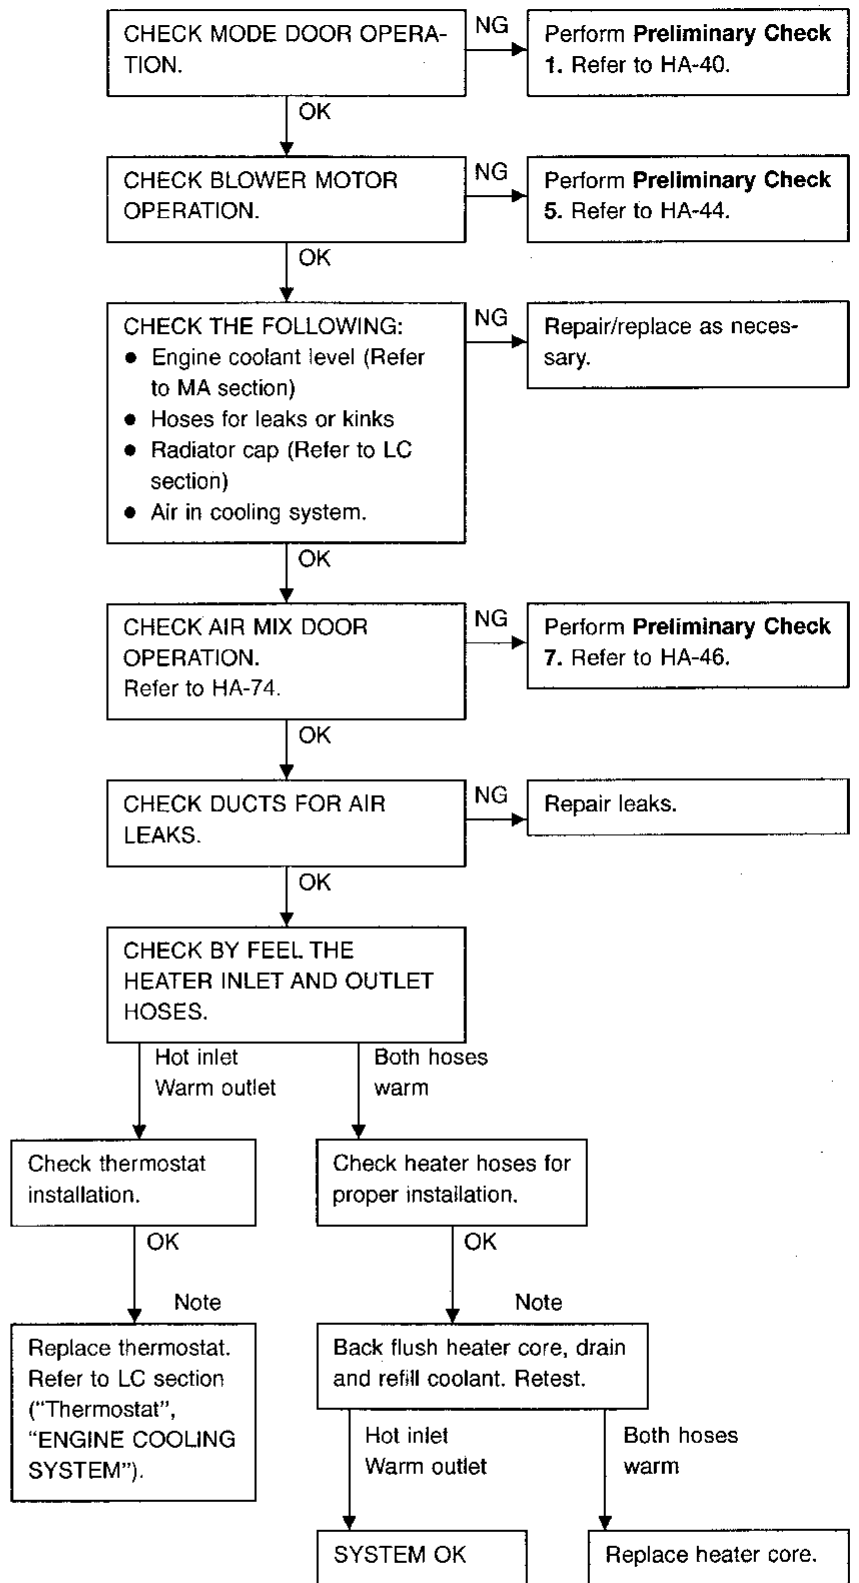 CHECK MODE DOOR OPERA-
TION.
NG
Perform Preliminary Check
1. Refer to HA-40.
OK
CHECK BLOWER MOTOR
OPERATION.
NG
Perform Preliminary Check
5. Refer to HA-44.
OK
CHECK THE FOLLOWING:
● Engine coolant level (Refer
to MA section)
● Hoses for leaks or kinks
● Radiator cap (Refer to LC
section)
● Air in cooling system.
NG
Repair/replace as neces-
sary.
OK
CHECK AIR MIX DOOR
OPERATION.
Refer to HA-74.
NG
Perform Preliminary Check
7. Refer to HA-46.
OK
CHECK DUCTS FOR AIR
LEAKS.
NG
Repair leaks.
OK
CHECK BY FEEL THE
HEATER INLET AND OUTLET
HOSES.
Hot inlet
Warm outlet
Both hoses
warm
Check thermostat
installation.
Check heater hoses for
proper installation.
OK
OK
Note
Note
Replace thermostat.
Refer to LC section
(“Thermostat”,
“ENGINE COOLING
SYSTEM”).
Back flush heater core, drain
and refill coolant. Retest.
Hot inlet
Warm outlet
Both hoses
warm
SYSTEM OK
Replace heater core.